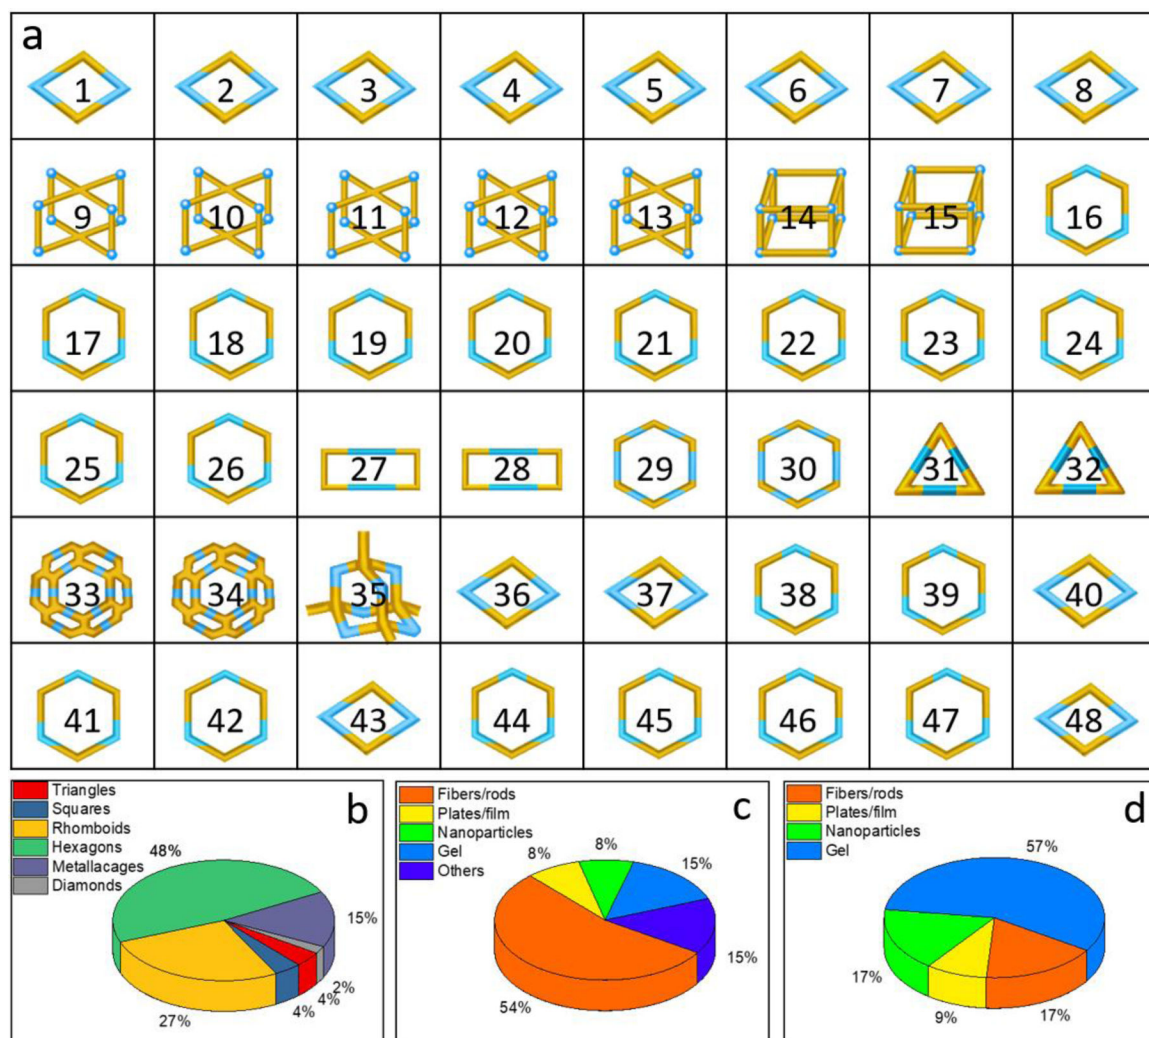 a
1 2 3 4 5 6 7 8
9 10 11 12 13 14 15 16
17 18 19 20 21 22 23 24
25 26 27 28 29 30 31 32
33 34 35 36 37 38 39 40
41 42 43 44 45 46 47 48
b
Triangles
Squares
Rhomboids
Hexagons
Metallacages
Diamonds
48%
15%
2%
4%
4%
27%
c
Fibers/rods
Plates/film
Nanoparticles
Gel
Others
8%
8%
15%
15%
54%
d
Fibers/rods
Plates/film
Nanoparticles
Gel
57%
17%
9%
17%